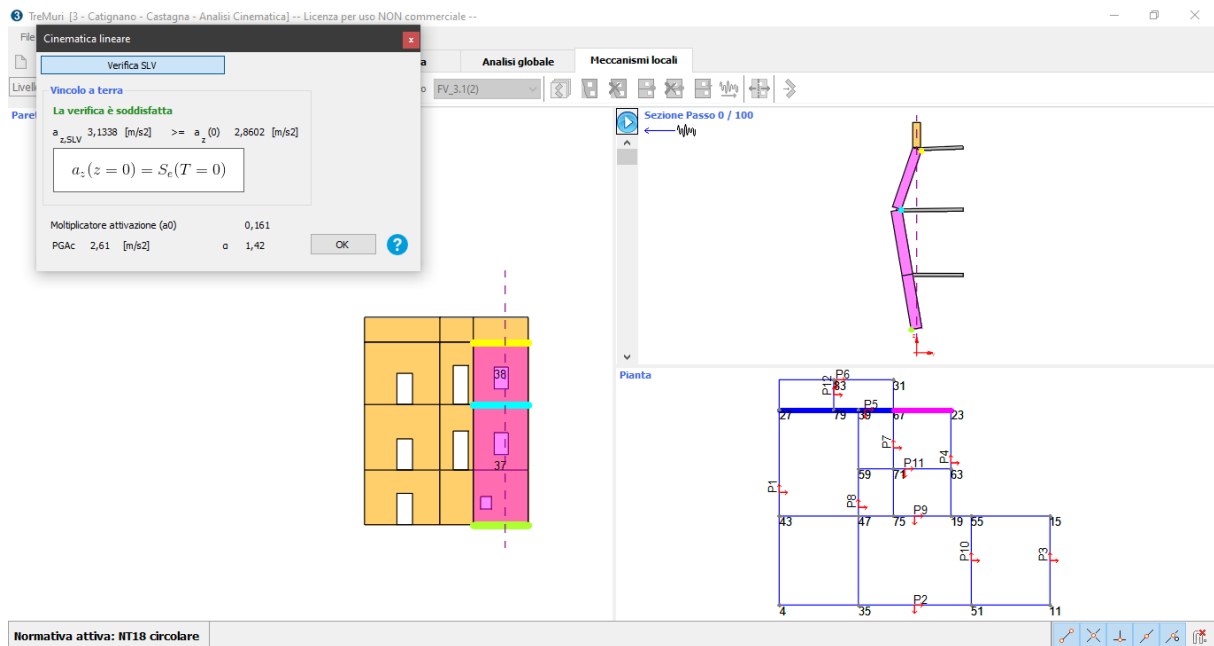 TreMuri [3 - Catignano - Castagna - Analisi Cinematica] -- Licenza per uso NON commerciale --
File
Cinematica lineare
x
Verifica SLV
a
Analisi globale
Meccanismi locali
Livell
o
FV_3.1(2)
Vincolo a terra
La verifica è soddisfatta
a z,SLV 3,1338 [m/s2] >= a z (0) 2,8602 [m/s2]
a_z(z = 0) = S_e(T = 0)
Moltiplicatore attivazione (a0) 0,161
PGAc 2,61 [m/s2] α 1,42
OK
?
Paret
Sezione Passo 0 / 100
38
37
Pianta
P6
P12
83
31
P5
27
79
39
67
23
P7
P4
P11
59
71
63
P1
P8
P9
43
47
75
19
55
15
P10
P3
P2
4
35
51
11
Normativa attiva: NT18 circolare